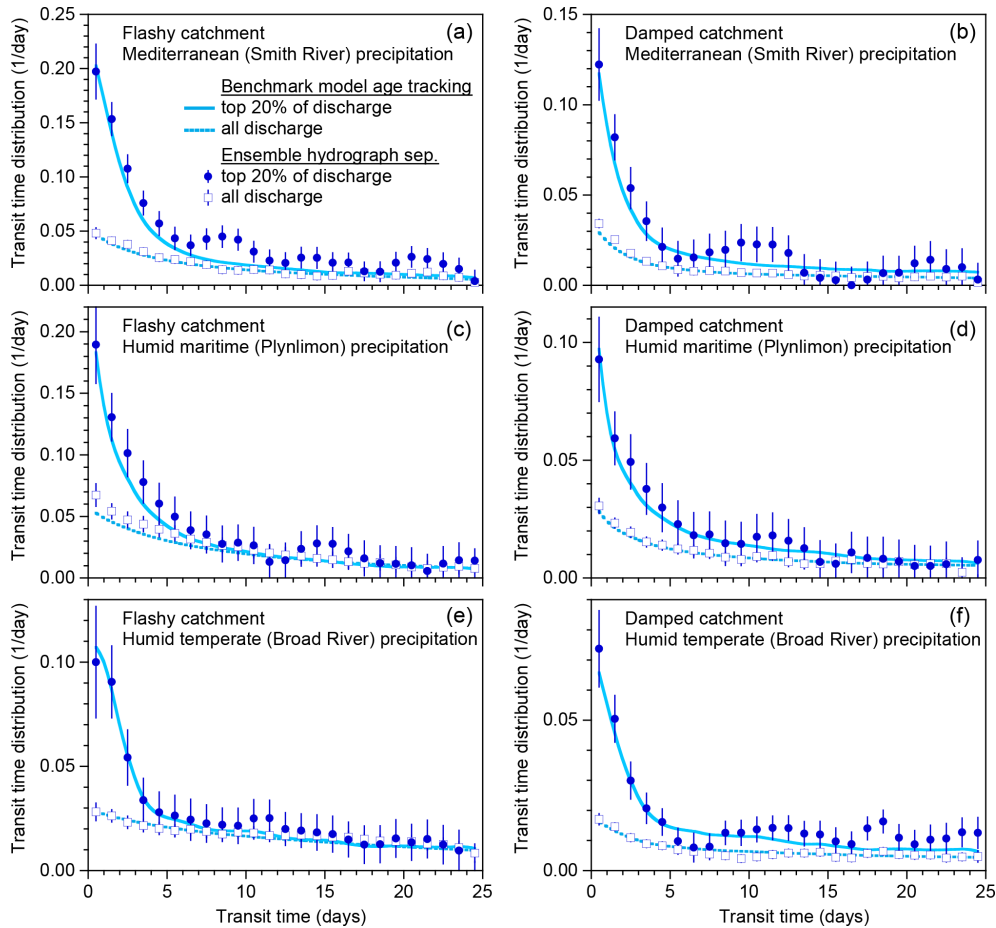 Transit time distribution (1/day)
0.25
0.20
0.15
0.10
0.05
0.00
Flashy catchment
(a)
Mediterranean (Smith River) precipitation
Benchmark model age tracking
top 20% of discharge
all discharge
Ensemble hydrograph sep.
top 20% of discharge
all discharge
Transit time distribution (1/day)
0.15
0.10
0.05
0.00
Damped catchment
(b)
Mediterranean (Smith River) precipitation
Transit time distribution (1/day)
0.20
0.15
0.10
0.05
0.00
Flashy catchment
(c)
Humid maritime (Plynlimon) precipitation
Transit time distribution (1/day)
0.10
0.05
0.00
Damped catchment
(d)
Humid maritime (Plynlimon) precipitation
Transit time distribution (1/day)
0.10
0.05
0.00
Flashy catchment
(e)
Humid temperate (Broad River) precipitation
0 5 10 15 20 25
Transit time (days)
Transit time distribution (1/day)
0.05
0.00
Damped catchment
(f)
Humid temperate (Broad River) precipitation
0 5 10 15 20 25
Transit time (days)